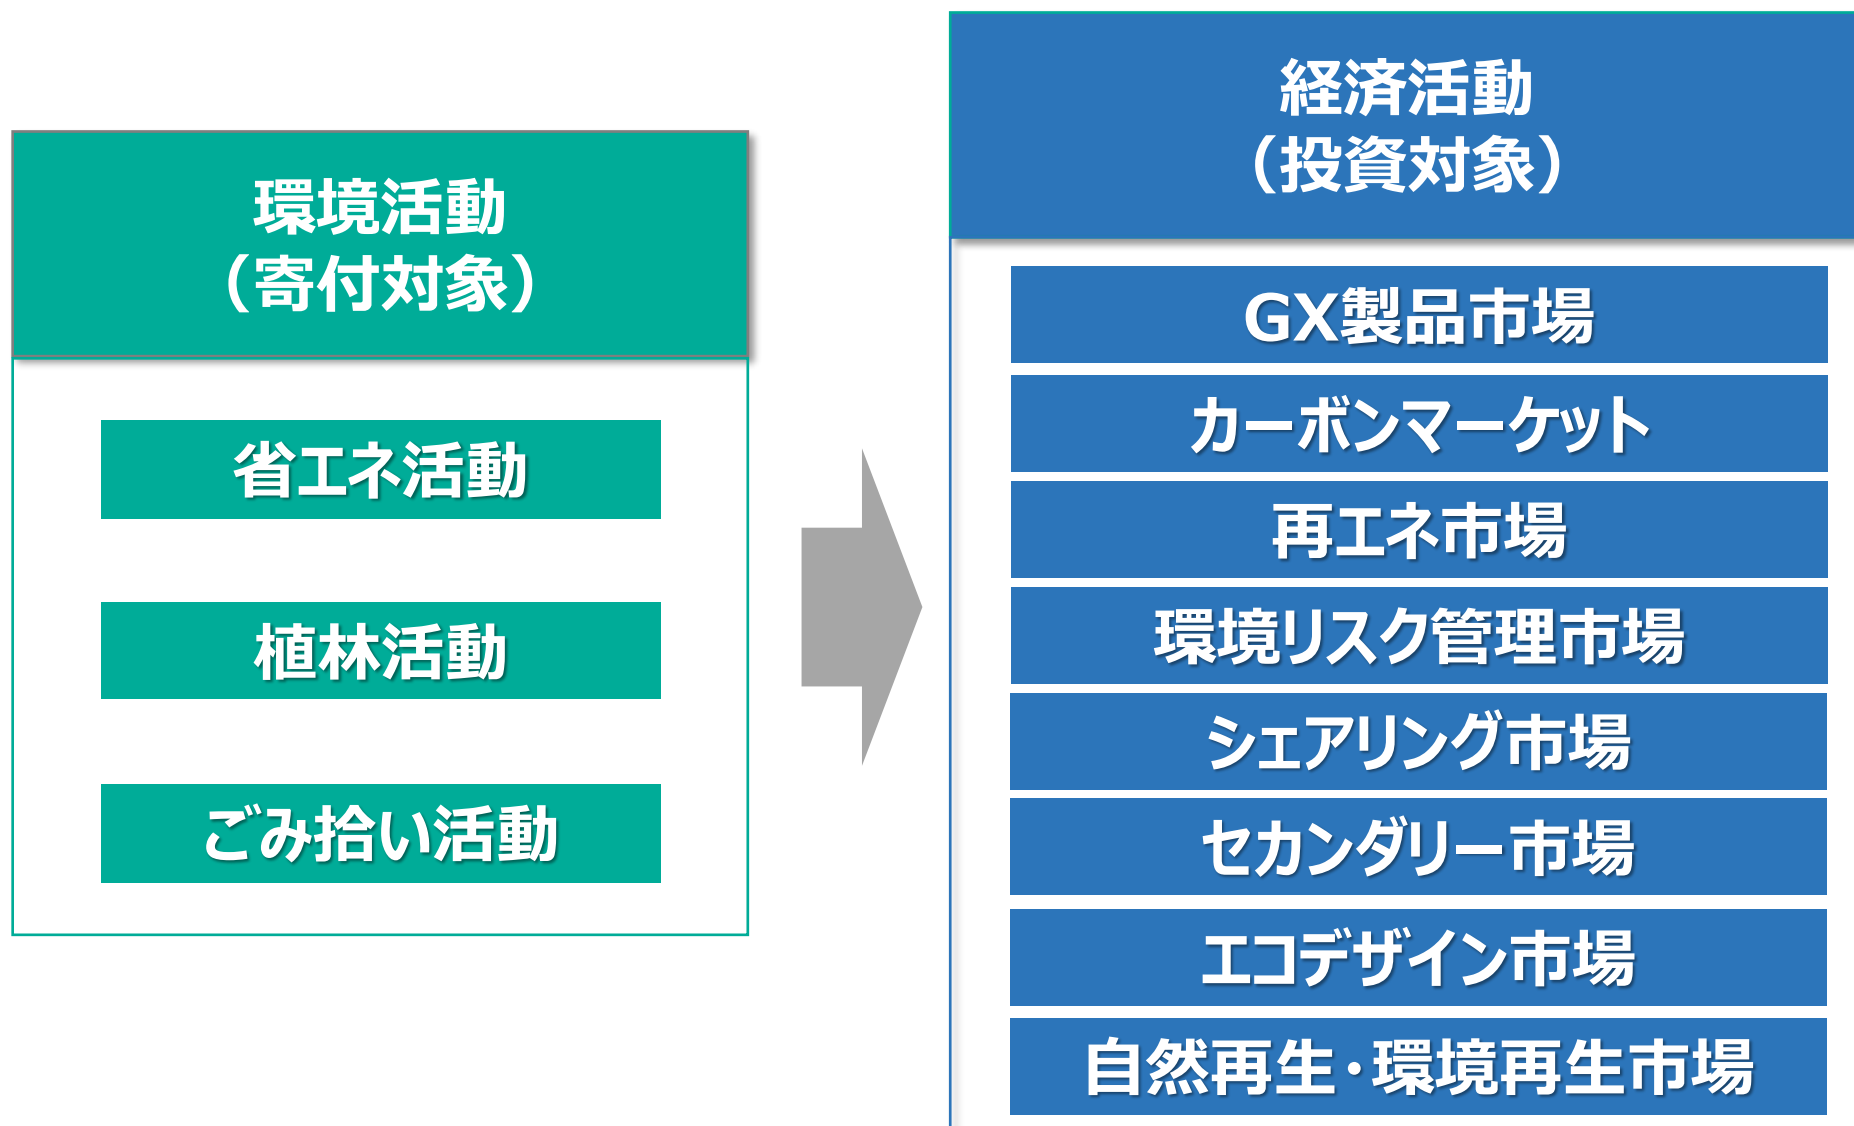 環境活動
（寄付対象）
省エネ活動
植林活動
ごみ拾い活動
経済活動
（投資対象）
GX製品市場
カーボンマーケット
再エネ市場
環境リスク管理市場
シェアリング市場
セカンダリー市場
エコデザイン市場
自然再生・環境再生市場